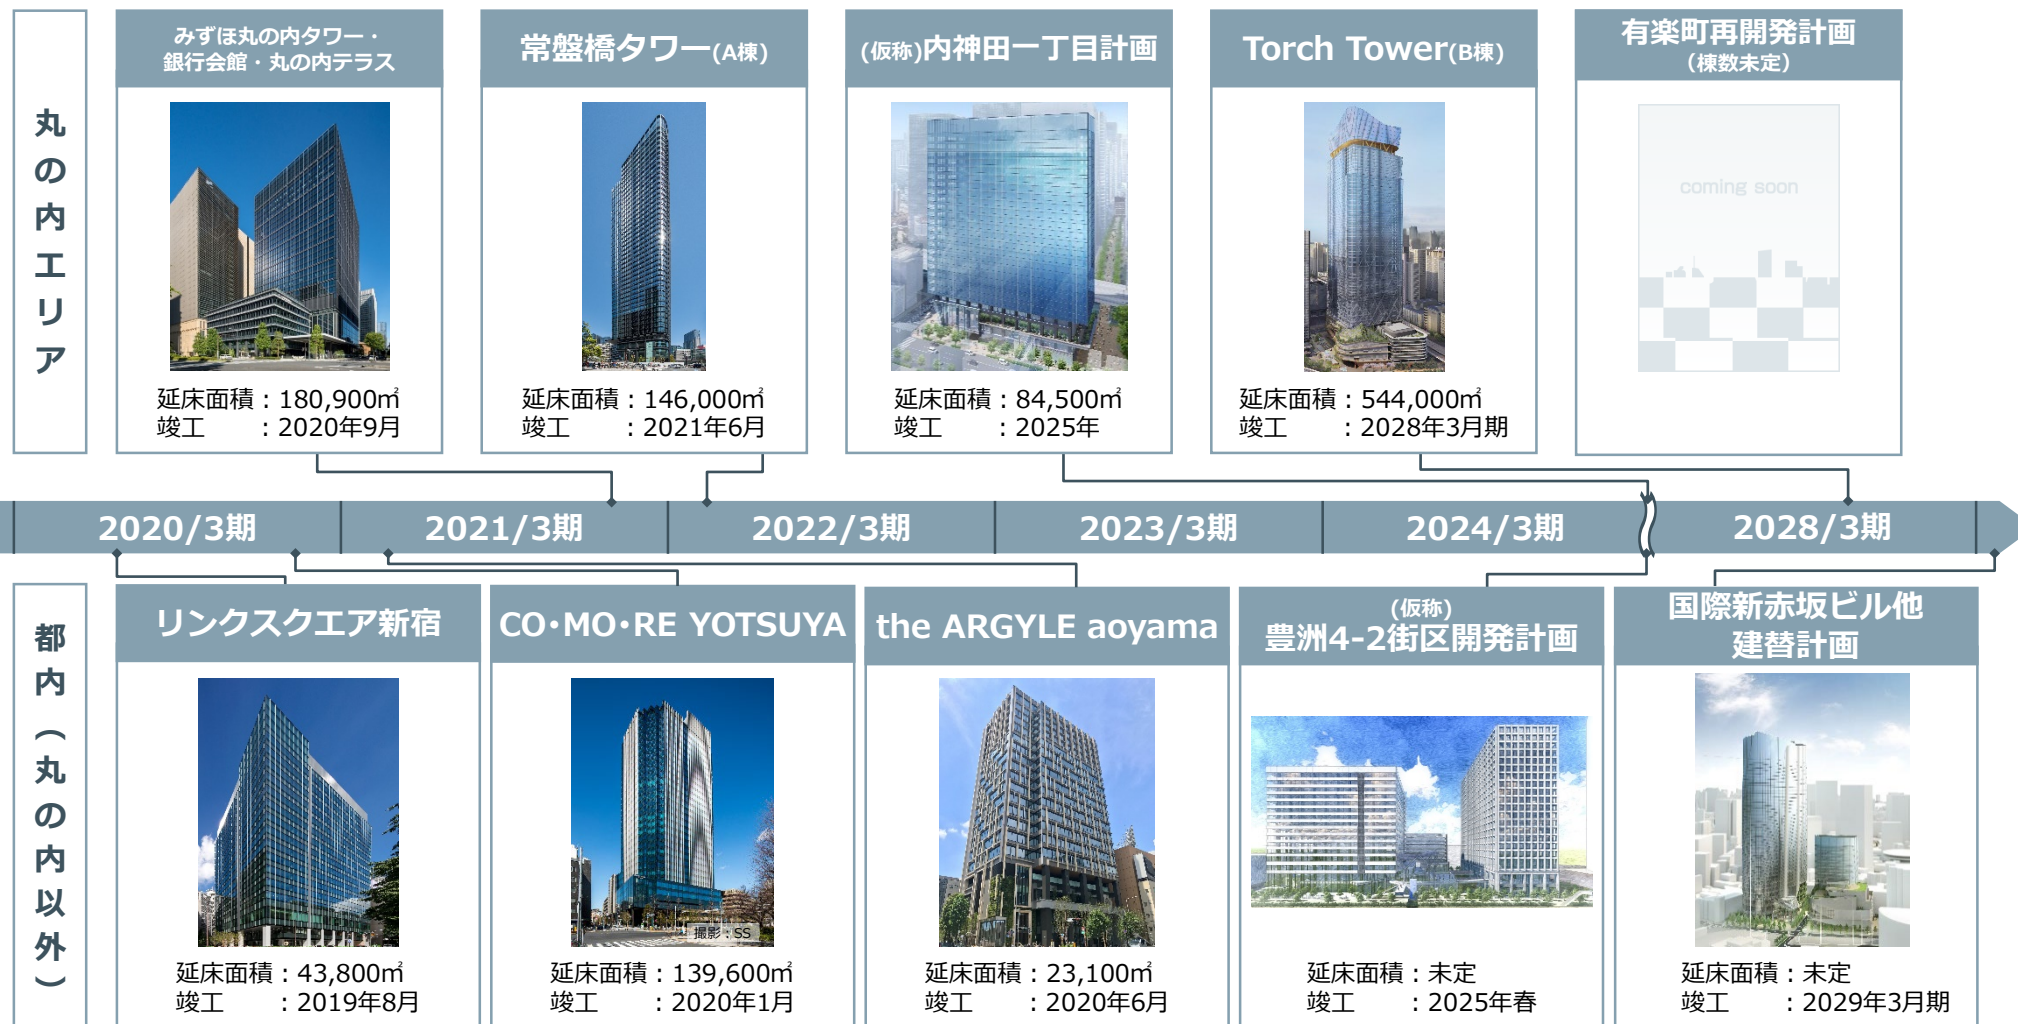 丸の内エリア
みずほ丸の内タワー・
銀行会館・丸の内テラス
延床面積：180,900㎡
竣工　　：2020年9月
常盤橋タワー(A棟)
延床面積：146,000㎡
竣工　　：2021年6月
(仮称)内神田一丁目計画
延床面積：84,500㎡
竣工　　：2025年
Torch Tower(B棟)
延床面積：544,000㎡
竣工　　：2028年3月期
有楽町再開発計画
（棟数未定）
coming soon
2020/3期
2021/3期
2022/3期
2023/3期
2024/3期
2028/3期
都内（丸の内以外）
リンクスクエア新宿
延床面積：43,800㎡
竣工　　：2019年8月
CO・MO・RE YOTSUYA
撮影：SS
延床面積：139,600㎡
竣工　　：2020年1月
the ARGYLE aoyama
延床面積：23,100㎡
竣工　　：2020年6月
(仮称)
豊洲4-2街区開発計画
延床面積：未定
竣工　　：2025年春
国際新赤坂ビル他
建替計画
延床面積：未定
竣工　　：2029年3月期